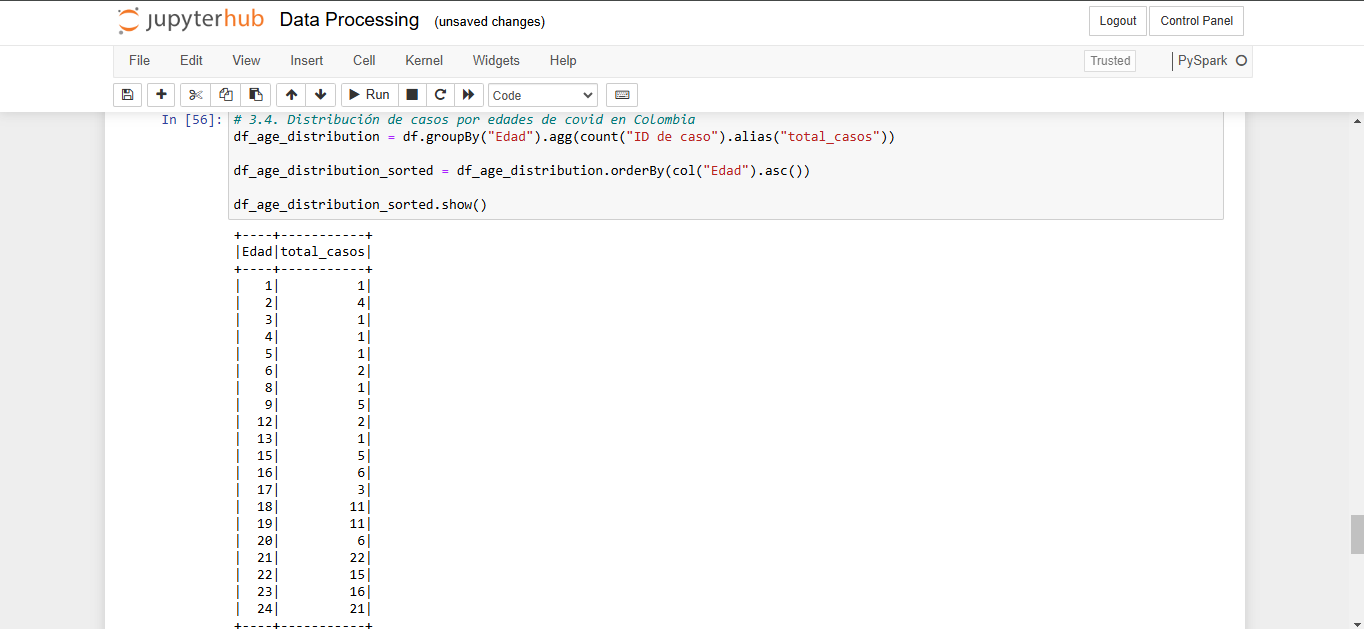 jupyterhub Data Processing (unsaved changes) Logout Control Panel
File Edit View Insert Cell Kernel Widgets Help Trusted PySpark
Run Code
In [56]: # 3.4. Distribución de casos por edades de covid en Colombia
df_age_distribution = df.groupBy("Edad").agg(count("ID de caso").alias("total_casos"))
df_age_distribution_sorted = df_age_distribution.orderBy(col("Edad").asc())
df_age_distribution_sorted.show()
+----+-----------+
|Edad|total_casos|
+----+-----------+
|   1|          1|
|   2|          4|
|   3|          1|
|   4|          1|
|   5|          1|
|   6|          2|
|   8|          1|
|   9|          5|
|  12|          2|
|  13|          1|
|  15|          5|
|  16|          6|
|  17|          3|
|  18|         11|
|  19|         11|
|  20|          6|
|  21|         22|
|  22|         15|
|  23|         16|
|  24|         21|
+----+-----------+